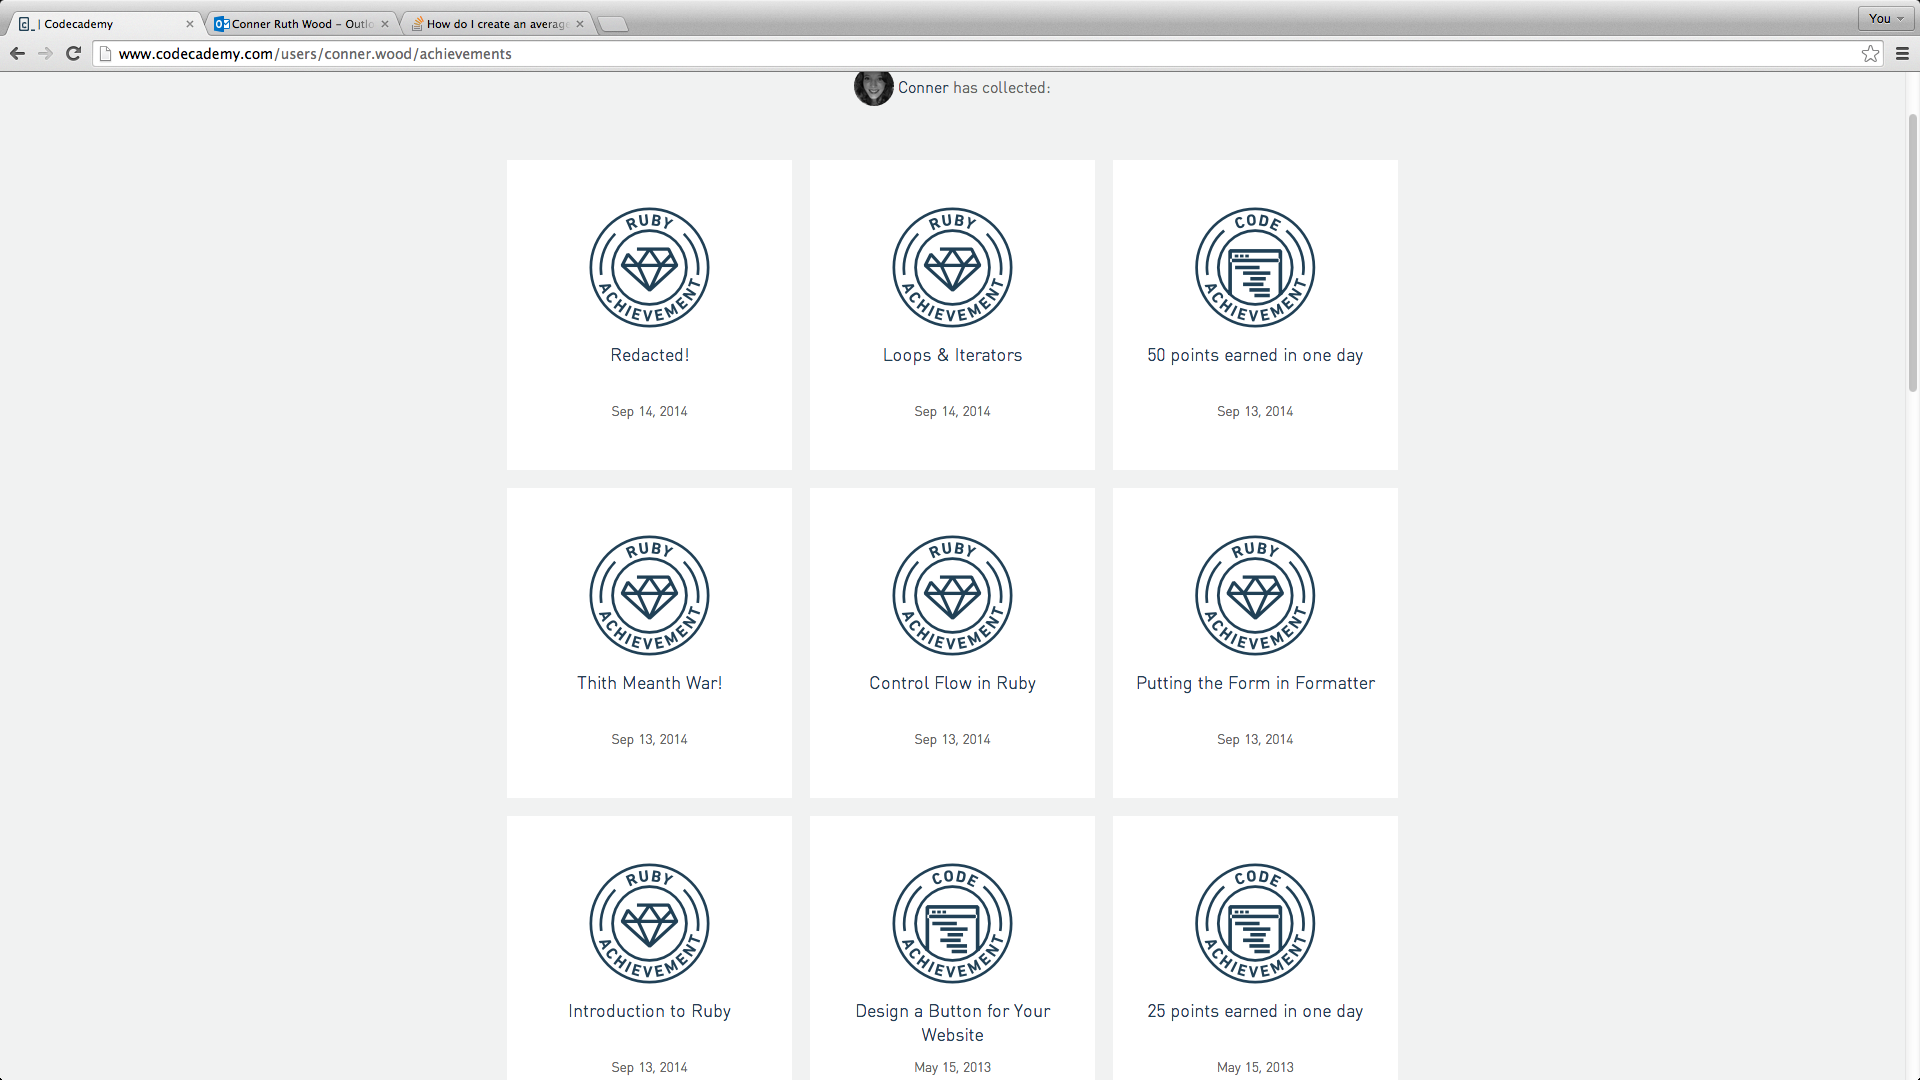 | Codecademy
Conner Ruth Wood – Outlo
How do I create an average
You
www.codecademy.com/users/conner.wood/achievements
Conner has collected:
RUBY ACHIEVEMENT
RUBY ACHIEVEMENT
CODE ACHIEVEMENT
Redacted!
Loops & Iterators
50 points earned in one day
Sep 14, 2014
Sep 14, 2014
Sep 13, 2014
RUBY ACHIEVEMENT
RUBY ACHIEVEMENT
RUBY ACHIEVEMENT
Thith Meanth War!
Control Flow in Ruby
Putting the Form in Formatter
Sep 13, 2014
Sep 13, 2014
Sep 13, 2014
RUBY ACHIEVEMENT
CODE ACHIEVEMENT
CODE ACHIEVEMENT
Introduction to Ruby
Design a Button for Your
Website
25 points earned in one day
Sep 13, 2014
May 15, 2013
May 15, 2013